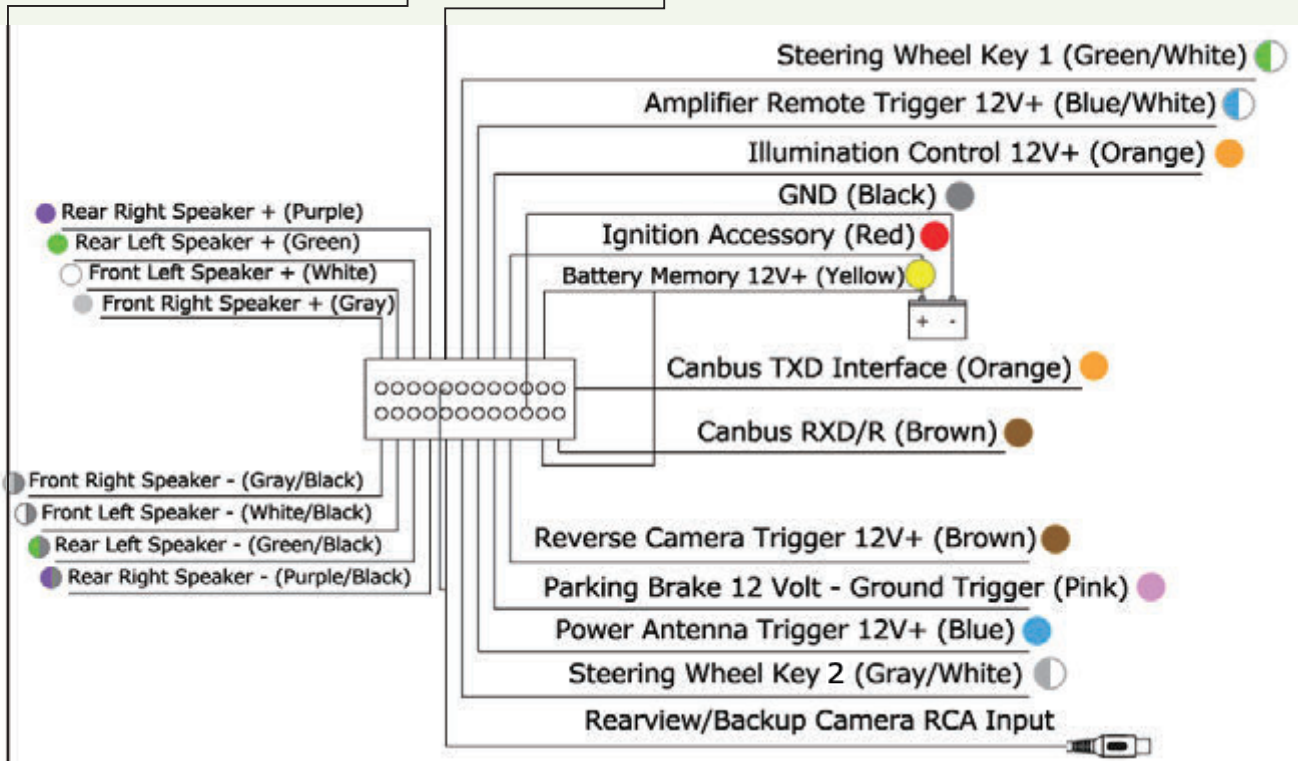 Steering Wheel Key 1 (Green/White)
Amplifier Remote Trigger 12V+ (Blue/White)
Illumination Control 12V+ (Orange)
GND (Black)
Ignition Accessory (Red)
Battery Memory 12V+ (Yellow)
+ -
Rear Right Speaker + (Purple)
Rear Left Speaker + (Green)
Front Left Speaker + (White)
Front Right Speaker + (Gray)
Canbus TXD Interface (Orange)
Canbus RXD/R (Brown)
Front Right Speaker - (Gray/Black)
Front Left Speaker - (White/Black)
Rear Left Speaker - (Green/Black)
Rear Right Speaker - (Purple/Black)
Reverse Camera Trigger 12V+ (Brown)
Parking Brake 12 Volt - Ground Trigger (Pink)
Power Antenna Trigger 12V+ (Blue)
Steering Wheel Key 2 (Gray/White)
Rearview/Backup Camera RCA Input